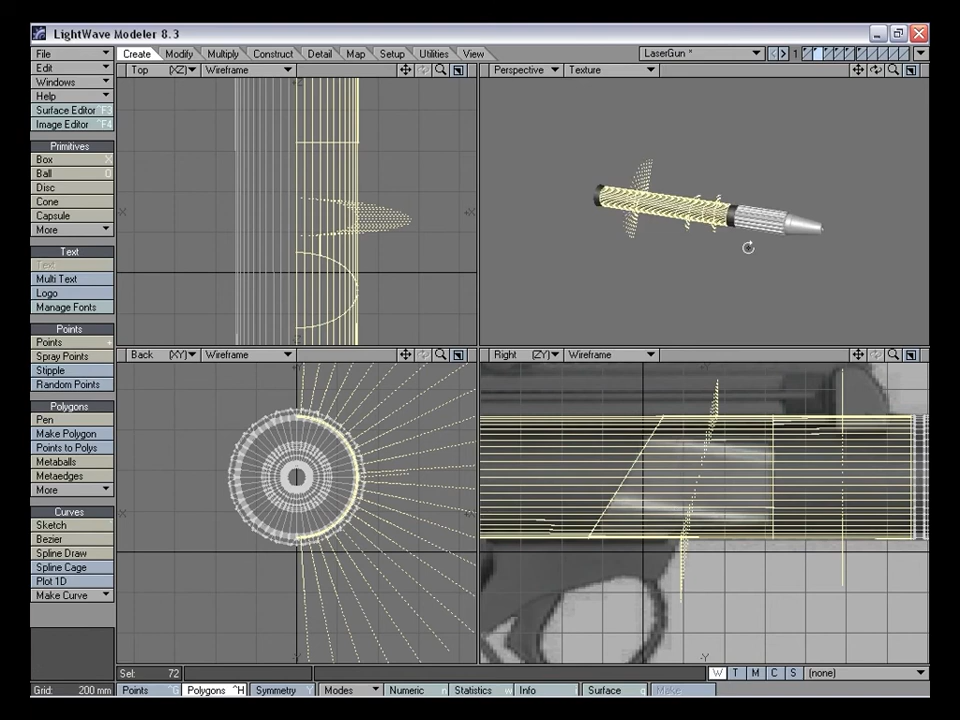 LightWave Modeler 8.3
File Create Modify Multiply Construct Detail Map Setup Utilities View LaserGun * 1
Edit Top (XZ) Wireframe Perspective Texture
Windows
Help
Surface Editor ^F3
Image Editor ^F4
Primitives
Box X
Ball O
Disc
Cone
Capsule
More
Text
Text
Multi Text
Logo
Manage Fonts
Points
Points +
Back (XY) Wireframe Right (ZY) Wireframe
Spray Points
Stipple
Random Points
Polygons
Pen
Make Polygon
Points to Polys
Metaballs
Metaedges
More
Curves
Sketch
Bezier
Spline Draw
Spline Cage
Plot 1D
Make Curve
Sel: 72 W T M C S (none)
Grid: 200 mm Points ^G Polygons ^H Symmetry Y Modes Numeric n Statistics w Info i Surface q Make